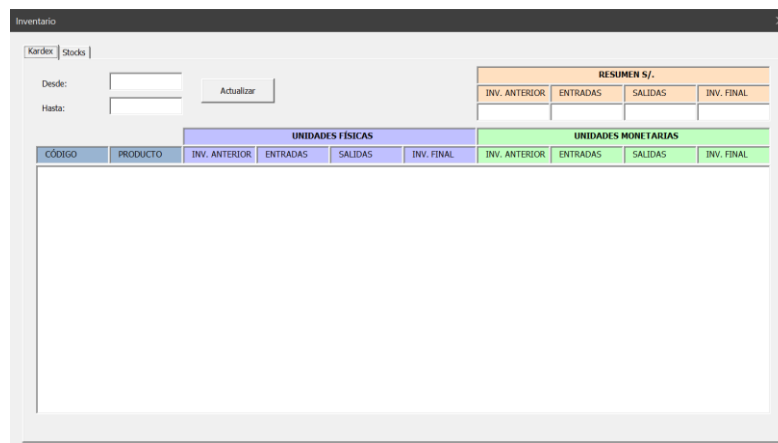 Inventario
Kardex Stocks
RESUMEN S/.
Desde:
Actualizar
INV. ANTERIOR ENTRADAS SALIDAS INV. FINAL
Hasta:
UNIDADES FÍSICAS UNIDADES MONETARIAS
CÓDIGO PRODUCTO INV. ANTERIOR ENTRADAS SALIDAS INV. FINAL INV. ANTERIOR ENTRADAS SALIDAS INV. FINAL